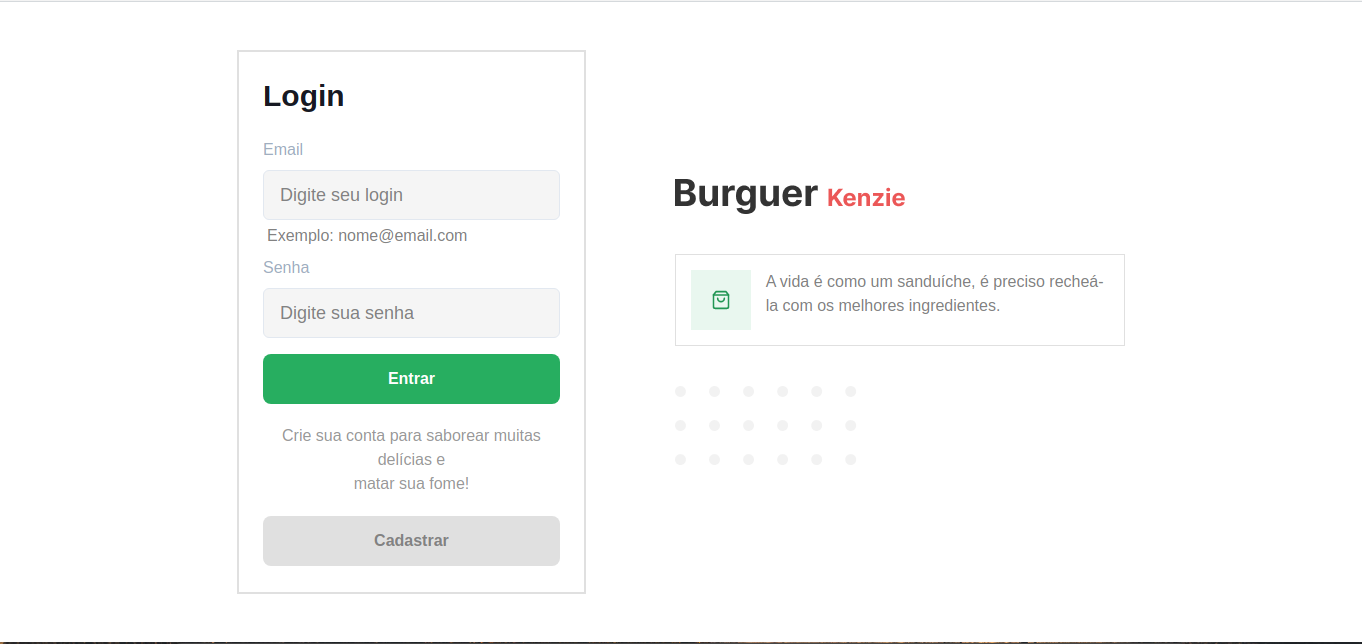 Login
Email
Digite seu login
Exemplo: nome@email.com
Senha
Digite sua senha
Entrar
Crie sua conta para saborear muitas
delícias e
matar sua fome!
Cadastrar
Burguer Kenzie
A vida é como um sanduíche, é preciso recheá-
la com os melhores ingredientes.